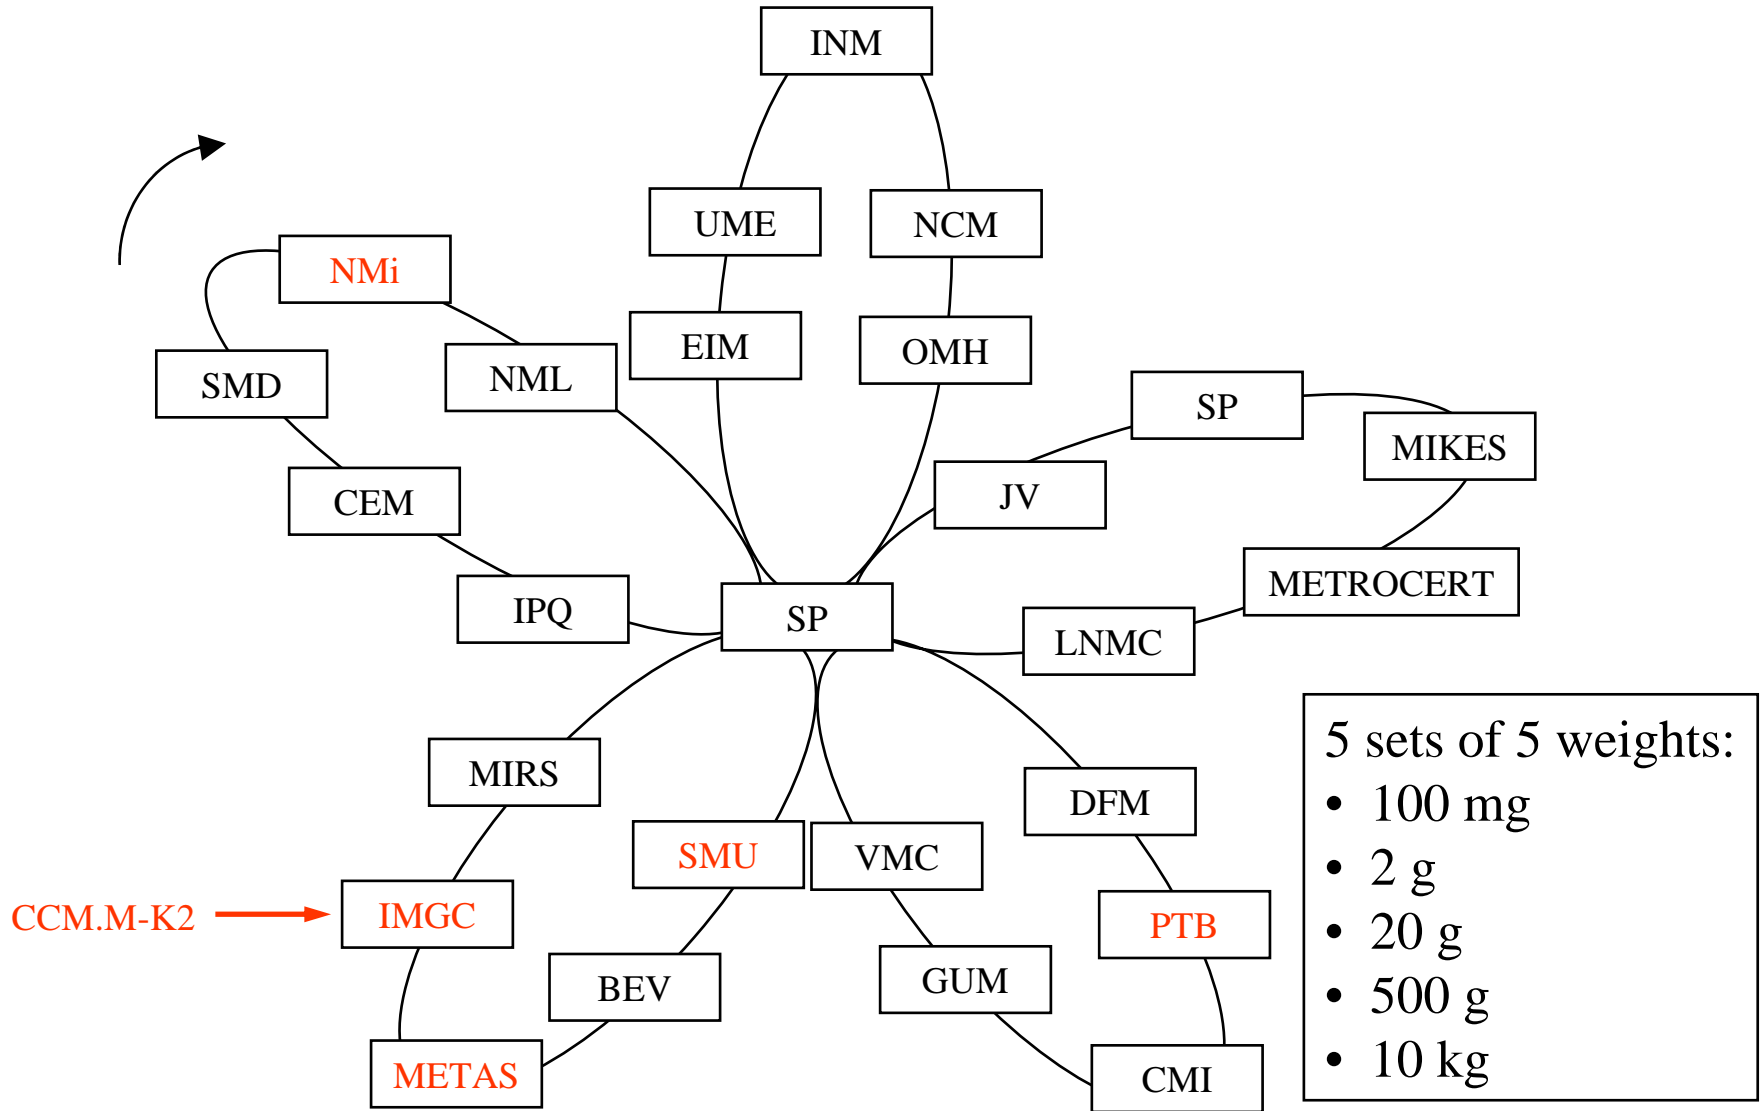 INM
UME
NCM
NMi
EIM
OMH
SMD
NML
SP
MIKES
CEM
JV
METROCERT
IPQ
SP
LNMC
MIRS
DFM
SMU
VMC
CCM.M-K2
IMGC
PTB
BEV
GUM
METAS
CMI
5 sets of 5 weights:
• 100 mg
• 2 g
• 20 g
• 500 g
• 10 kg